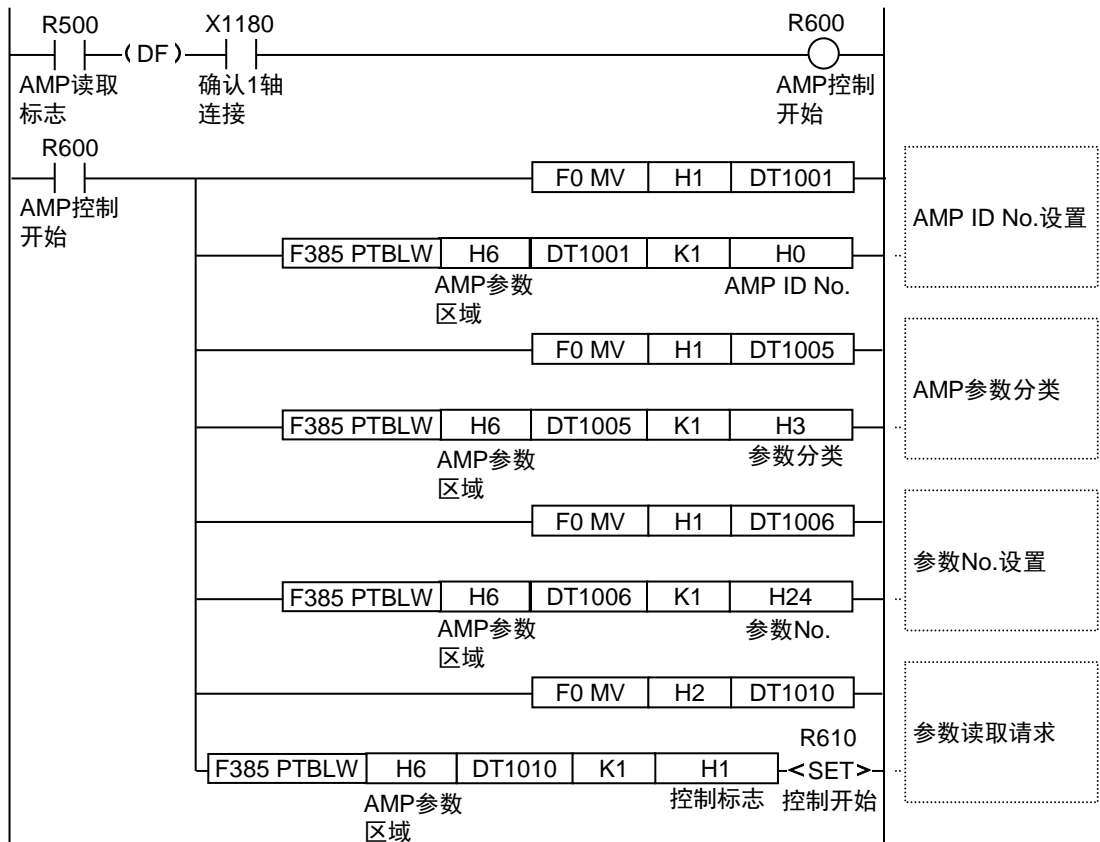 R500 X1180 R600
( DF )
AMP读取 确认1轴 AMP控制
标志 连接 开始
R600
AMP控制
开始
F0 MV H1 DT1001
F385 PTBLW H6 DT1001 K1 H0
AMP参数 AMP ID No.
区域
AMP ID No.设置
F0 MV H1 DT1005
F385 PTBLW H6 DT1005 K1 H3
AMP参数 参数分类
区域
AMP参数分类
F0 MV H1 DT1006
F385 PTBLW H6 DT1006 K1 H24
AMP参数 参数No.
区域
参数No.设置
F0 MV H2 DT1010
R610
F385 PTBLW H6 DT1010 K1 H1 <SET>
AMP参数 控制标志 控制开始
区域
参数读取请求